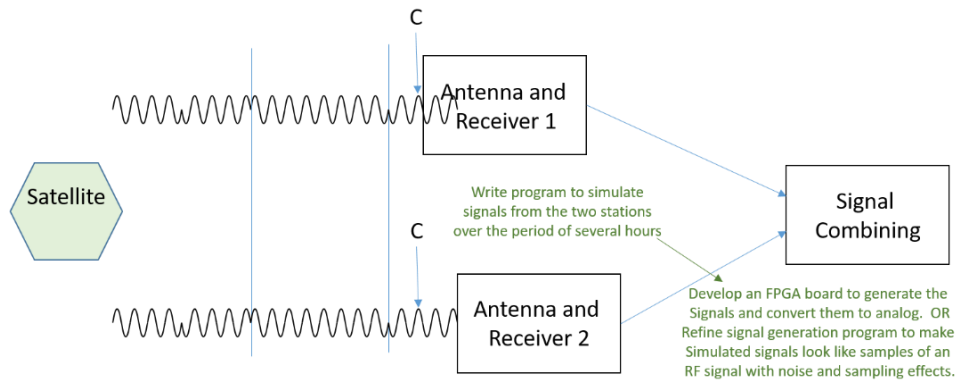 C
Antenna and
Receiver 1
Satellite
Write program to simulate
signals from the two stations
over the period of several hours
Signal
Combining
C
Antenna and
Receiver 2
Develop an FPGA board to generate the
Signals and convert them to analog.  OR
Refine signal generation program to make
Simulated signals look like samples of an
RF signal with noise and sampling effects.